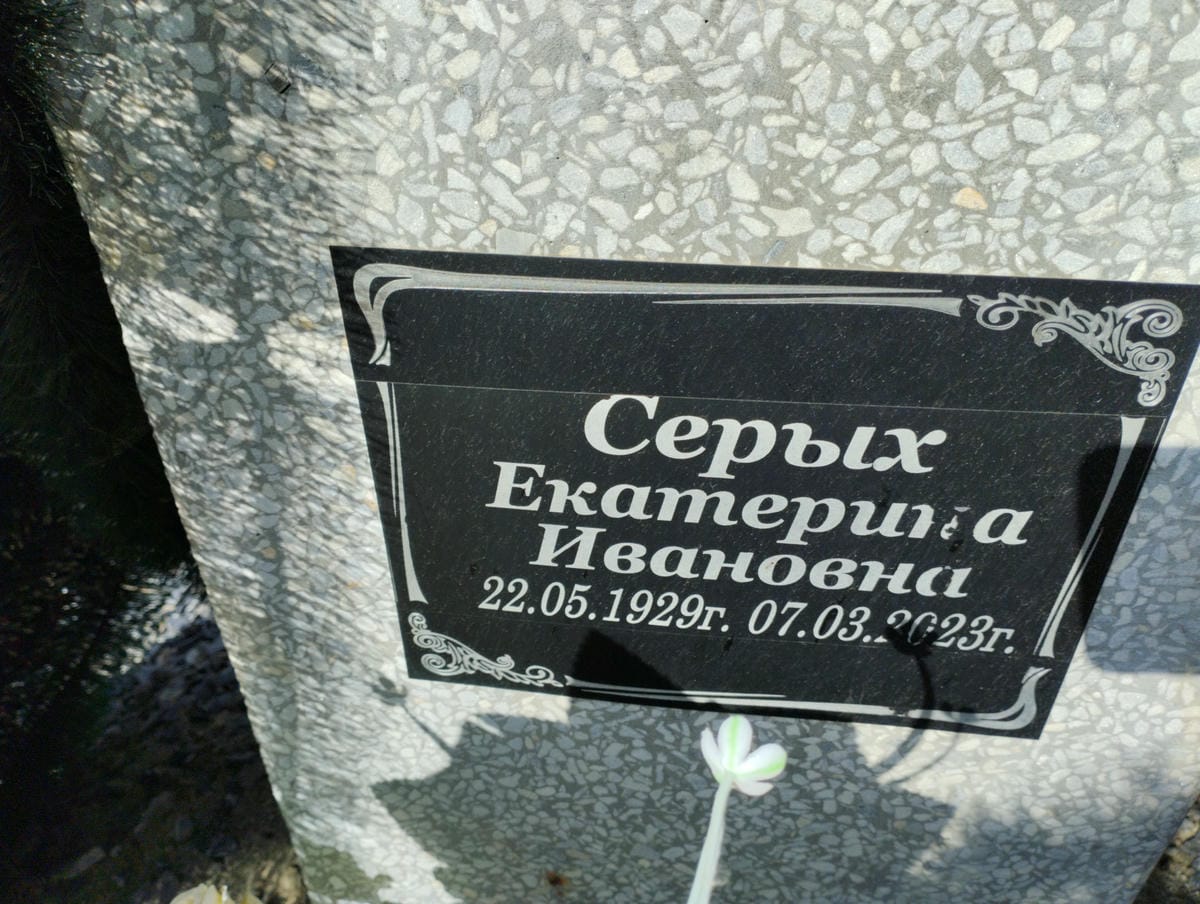 Серых
Екатерина
Ивановна
22.05.1929г. 07.03.2023г.